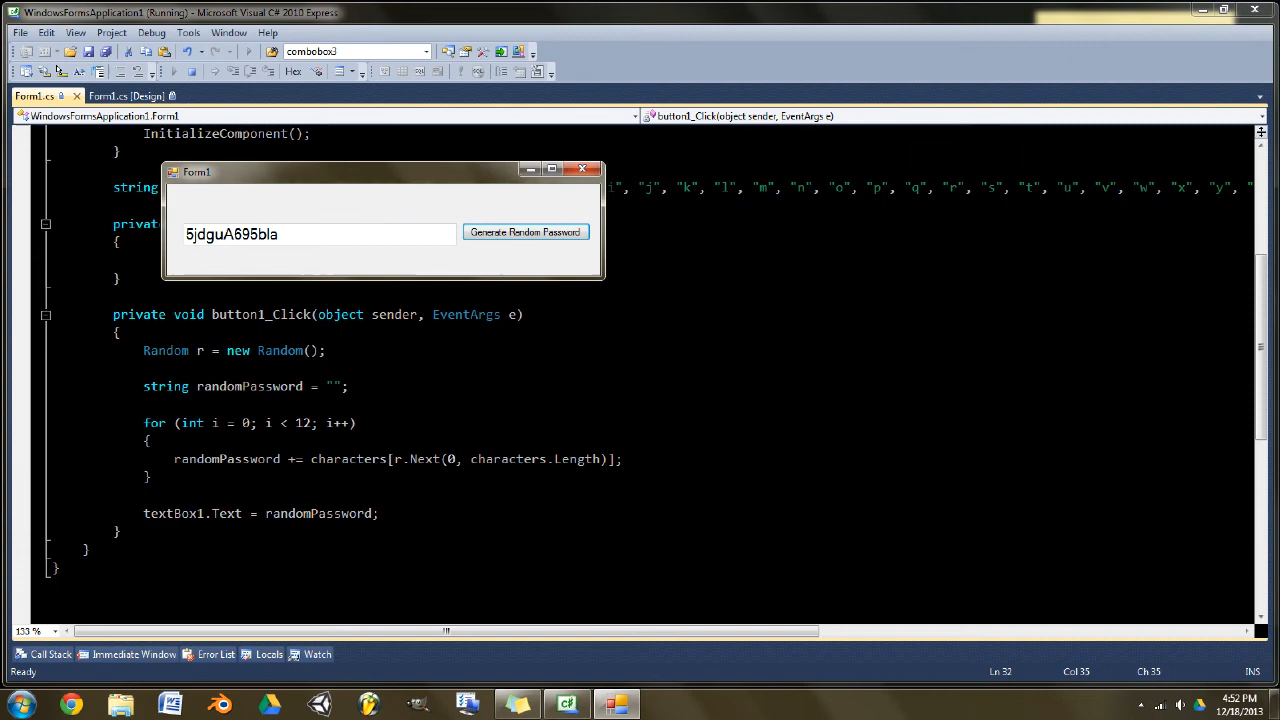 WindowsFormsApplication1 (Running) - Microsoft Visual C# 2010 Express
File Edit View Project Debug Tools Window Help
combobox3
Hex
Form1.cs Form1.cs [Design]
WindowsFormsApplication1.Form1 button1_Click(object sender, EventArgs e)
InitializeComponent();
}
Form1
string i", "j", "k", "l", "m", "n", "o", "p", "q", "r", "s", "t", "u", "v", "w", "x", "y", "
private
5jdguA695bla Generate Random Password
{
}
private void button1_Click(object sender, EventArgs e)
{
Random r = new Random();
string randomPassword = "";
for (int i = 0; i < 12; i++)
{
randomPassword += characters[r.Next(0, characters.Length)];
}
textBox1.Text = randomPassword;
}
}
}
133 %
Call Stack Immediate Window Error List Locals Watch
Ready Ln 32 Col 35 Ch 35 INS
4:52 PM
12/18/2013